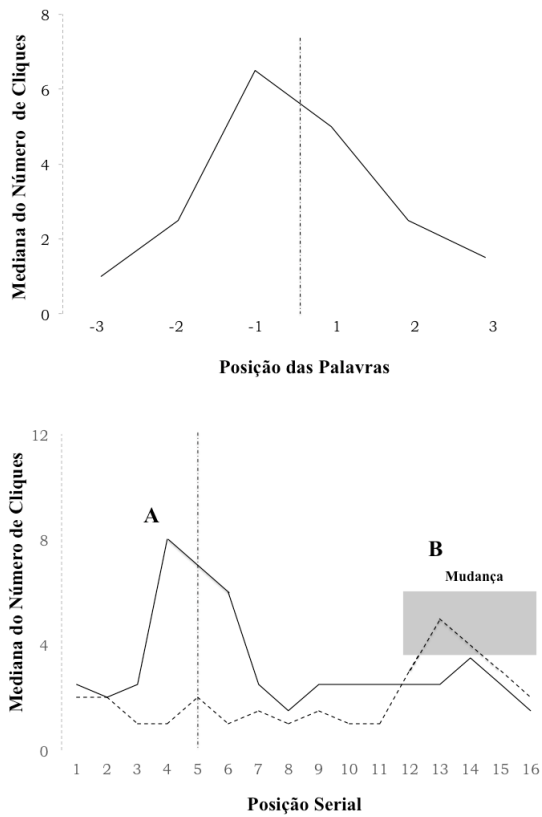 8
6
4
2
0
Mediana do Número de Cliques
-3 -2 -1 1 2 3
Posição das Palavras
12
8
4
0
Mediana do Número de Cliques
A
B
Mudança
1 2 3 4 5 6 7 8 9 10 11 12 13 14 15 16
Posição Serial